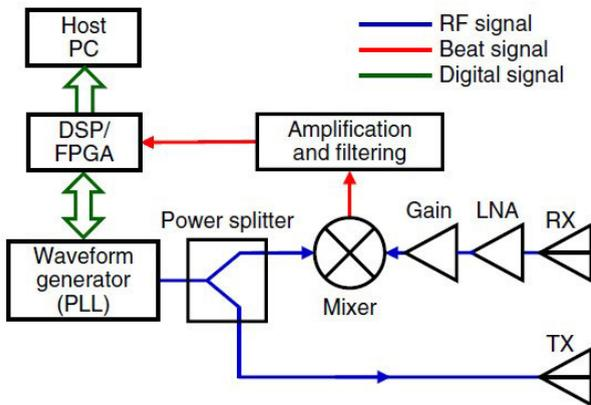 Host
PC
RF signal
Beat signal
Digital signal
DSP/
FPGA
Amplification
and filtering
Power splitter
Gain
LNA
RX
Waveform
generator
(PLL)
Mixer
TX